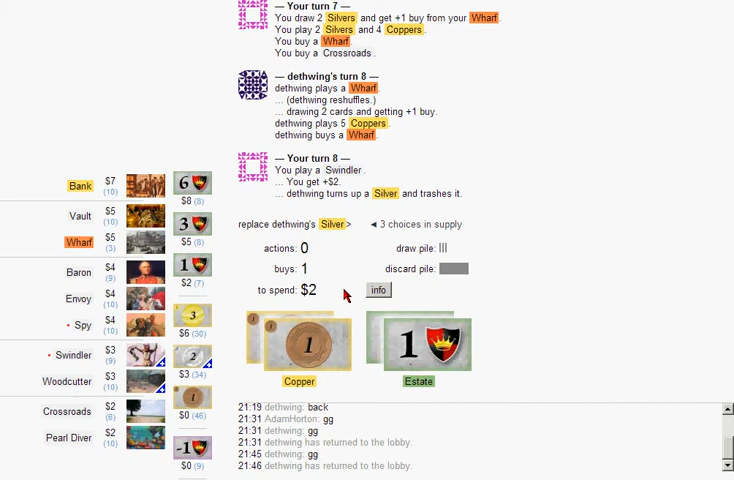 — Your turn 7 —
You draw 2 Silvers and get +1 buy from your Wharf.
You play 2 Silvers and 4 Coppers.
You buy a Wharf.
You buy a Crossroads.
— dethwing's turn 8 —
dethwing plays a Wharf.
... (dethwing reshuffles.)
... drawing 2 cards and getting +1 buy.
dethwing plays 5 Coppers.
dethwing buys a Wharf.
— Your turn 8 —
You play a Swindler.
... You get +$2.
... dethwing turns up a Silver and trashes it.
replace dethwing's Silver > ◄ 3 choices in supply
actions: 0 draw pile:
buys: 1 discard pile:
to spend: $2 info
Bank $7 (10) 6 $8 (8)
Vault $5 (10) 3 $5 (8)
Wharf $5 (3)
Baron $4 (9) 1 $2 (7)
Envoy $4 (10) 3 $6 (30)
• Spy $4 (10)
• Swindler $3 (9) 2 $3 (34)
Woodcutter $3 (10) 1 $0 (46)
Crossroads $2 (6)
Pearl Diver $2 (10) -1 $0 (9)
1 1 1
Copper Estate
21:19 dethwing: back
21:31 AdamHorton: gg
21:31 dethwing: gg
21:31 dethwing has returned to the lobby.
21:45 dethwing: gg
21:46 dethwing has returned to the lobby.